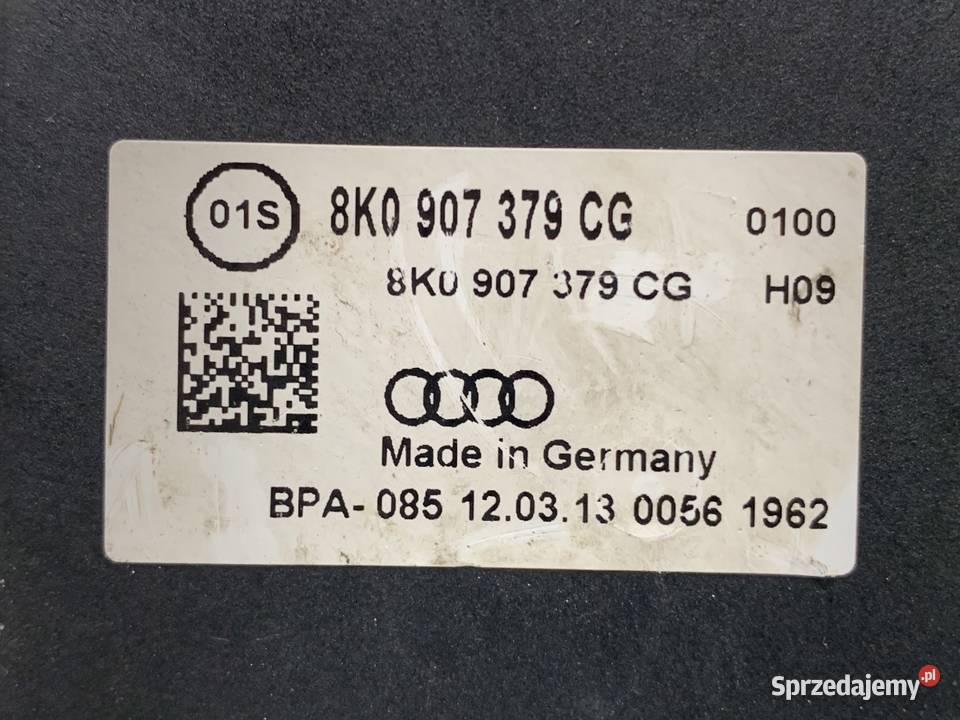 01S 8K0 907 379 CG 0100
8K0 907 379 CG H09
Made in Germany
BPA- 085 12.03.13 0056 1962
Sprzedajemy.pl